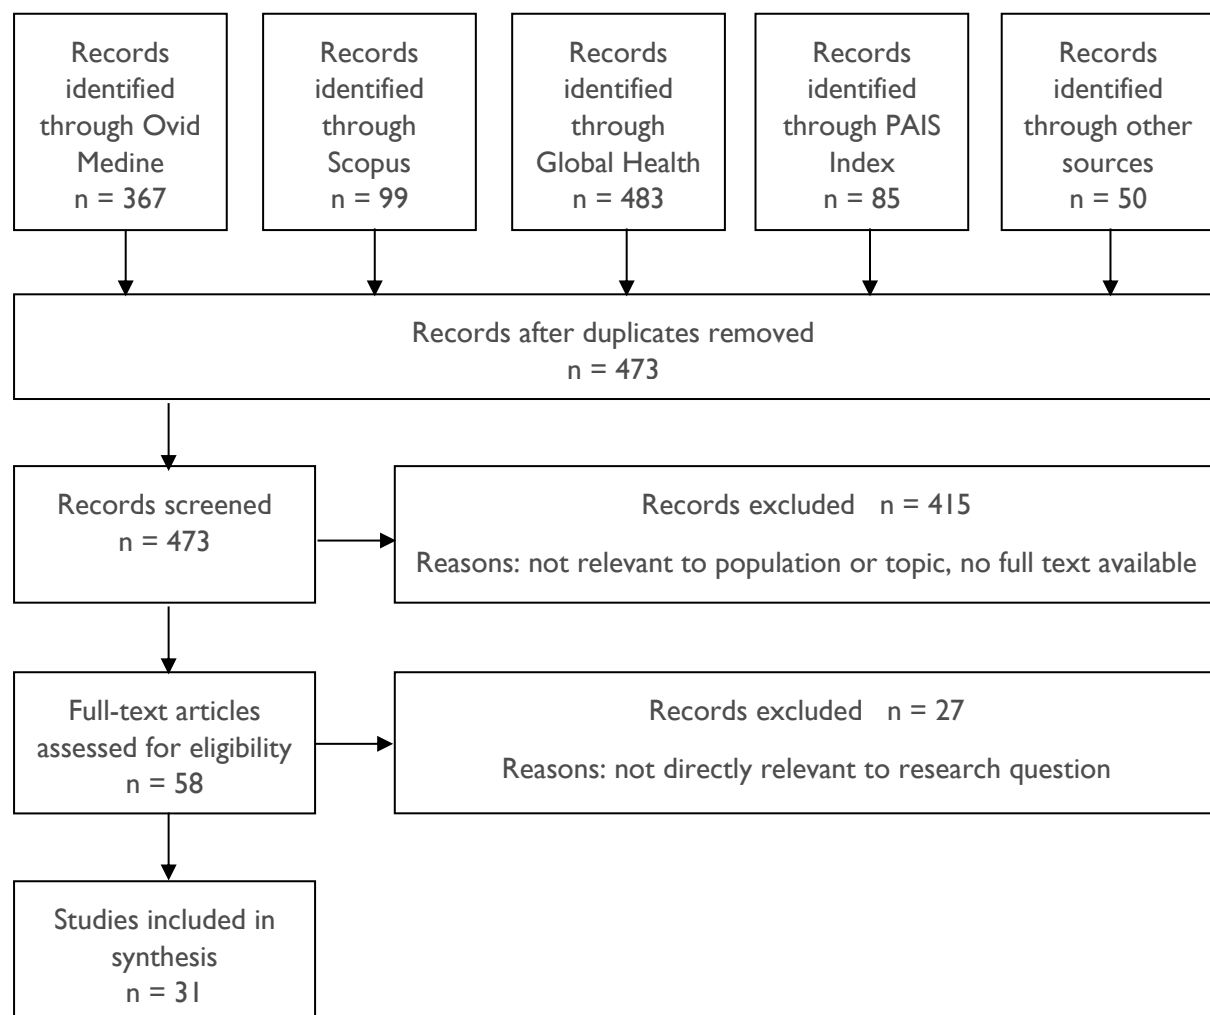 Records
identified
through Ovid
Medine
n = 367
Records
identified
through
Scopus
n = 99
Records
identified
through
Global Health
n = 483
Records
identified
through PAIS
Index
n = 85
Records
identified
through other
sources
n = 50
Records after duplicates removed
n = 473
Records screened
n = 473
Records excluded n = 415
Reasons: not relevant to population or topic, no full text available
Full-text articles
assessed for eligibility
n = 58
Records excluded n = 27
Reasons: not directly relevant to research question
Studies included in
synthesis
n = 31